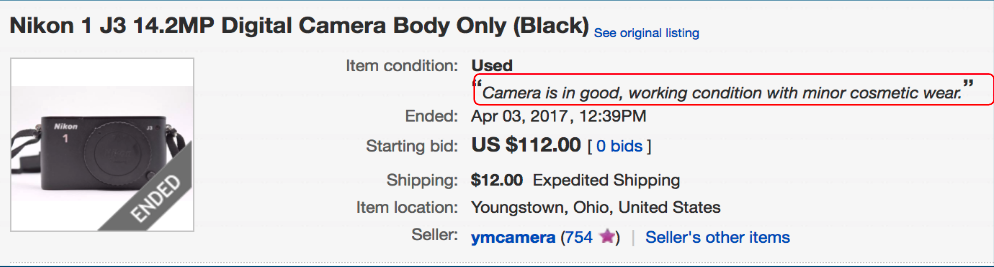 Nikon 1 J3 14.2MP Digital Camera Body Only (Black) See original listing
Item condition: Used
“Camera is in good, working condition with minor cosmetic wear.”
Ended: Apr 03, 2017, 12:39PM
Starting bid: US $112.00 [ 0 bids ]
Shipping: $12.00 Expedited Shipping
Item location: Youngstown, Ohio, United States
Seller: ymcamera (754 ) | Seller's other items
Nikon
J3
1
ENDED